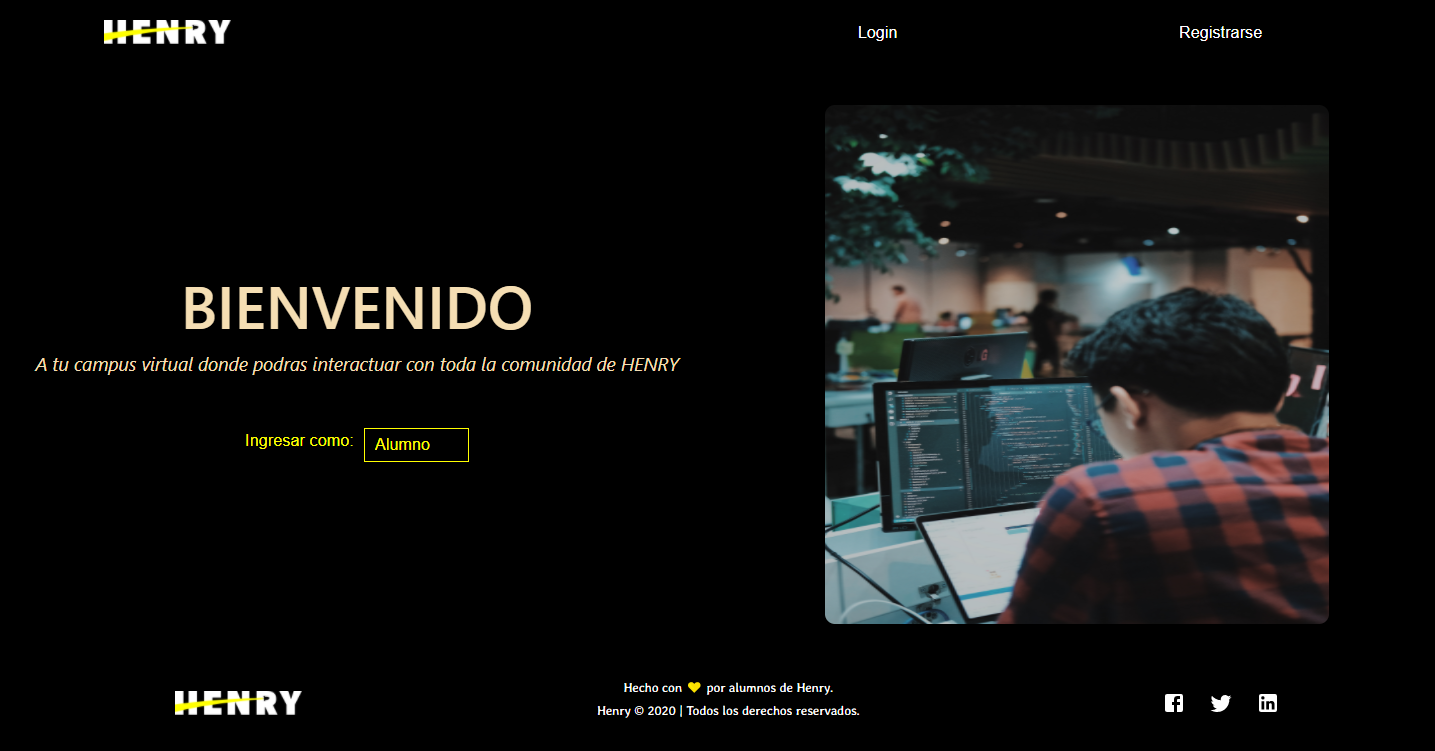 HENRY
Login
Registrarse
BIENVENIDO
A tu campus virtual donde podras interactuar con toda la comunidad de HENRY
Ingresar como:
Alumno
HENRY
Hecho con por alumnos de Henry.
Henry © 2020 | Todos los derechos reservados.